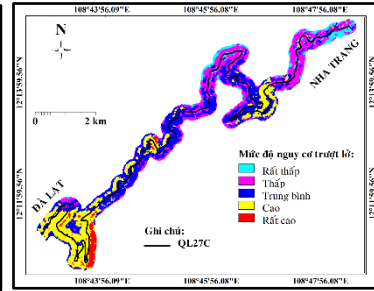 108°43'56.09"E 108°45'56.08"E 108°47'56.08"E
N
NHA TRANG
12°13'59.56"N
12°13'59.56"N
0 2 km
Mức độ nguy cơ trượt lở:
Rất thấp
Thấp
Trung bình
Cao
Rất cao
12°11'59.56"N
12°11'59.56"N
ĐÀ LẠT
Ghi chú:
QL27C
108°43'56.09"E 108°45'56.08"E 108°47'56.08"E